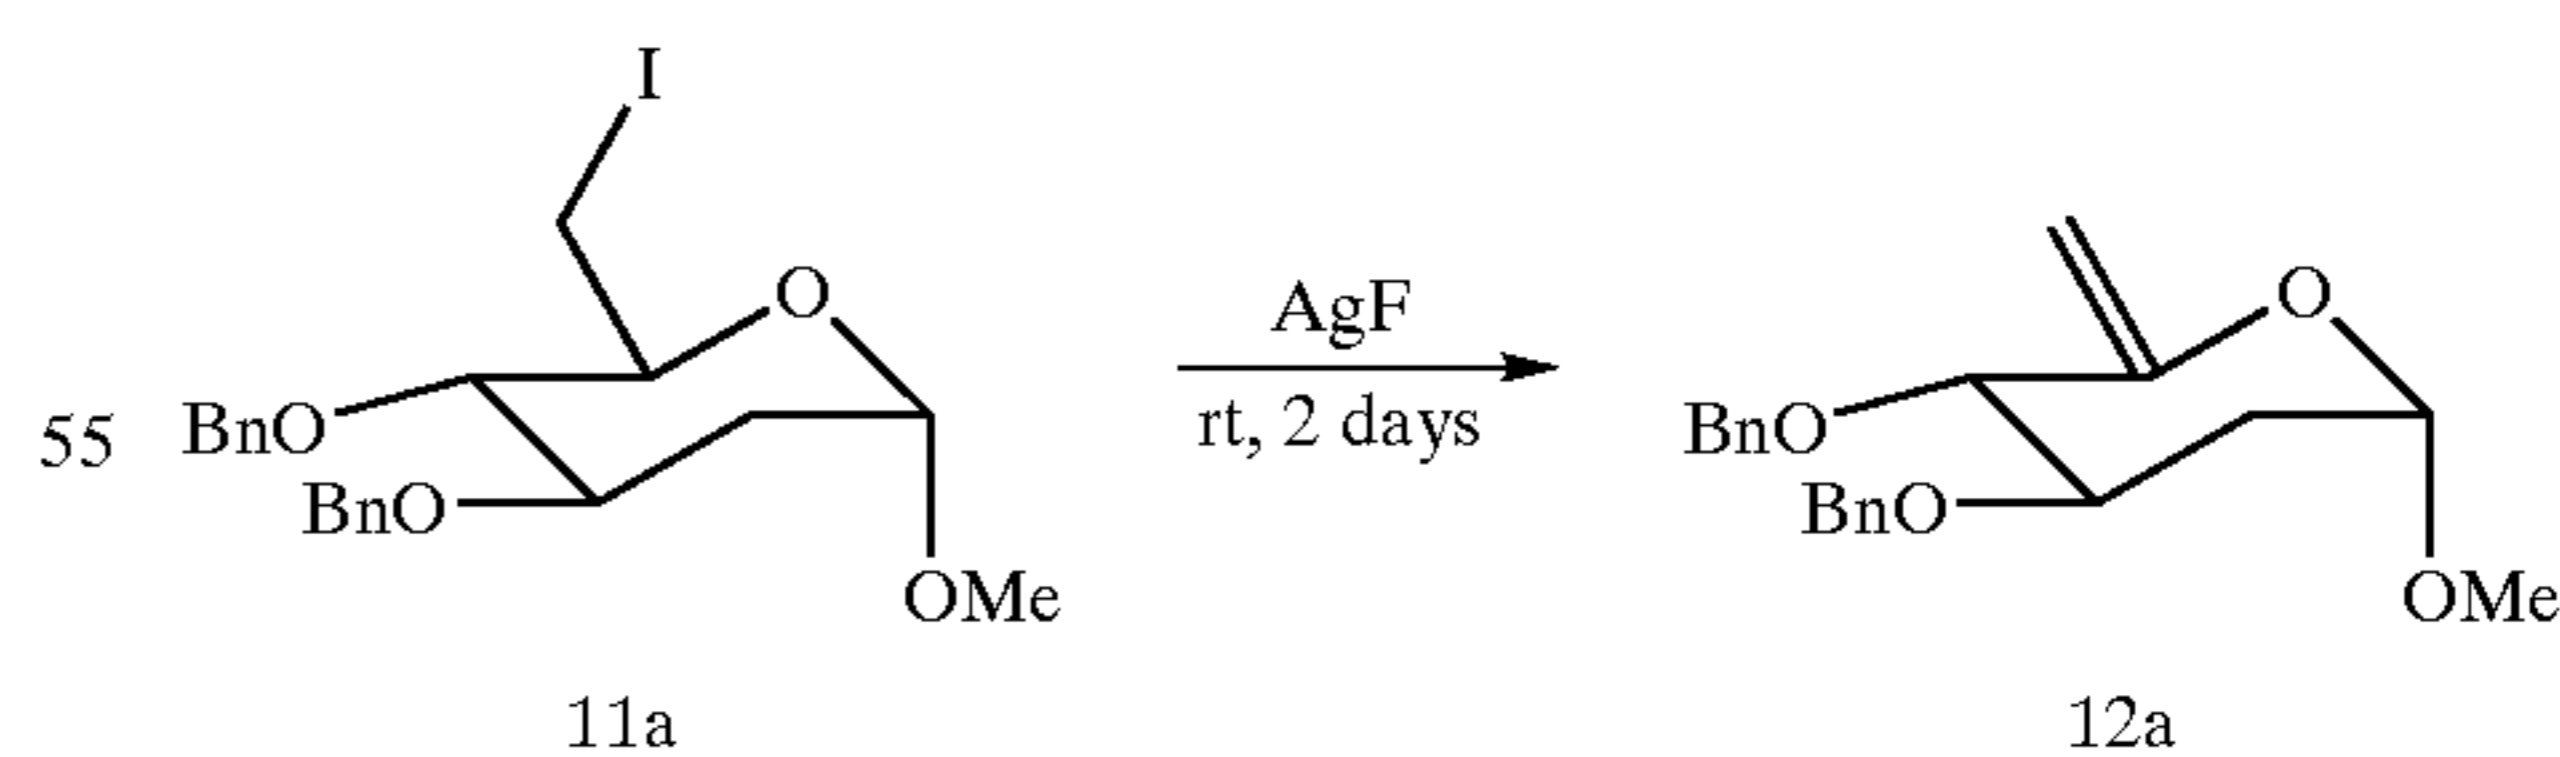 I
O
BnO
BnO
OMe
11a
AgF
rt, 2 days
O
BnO
BnO
OMe
12a
55